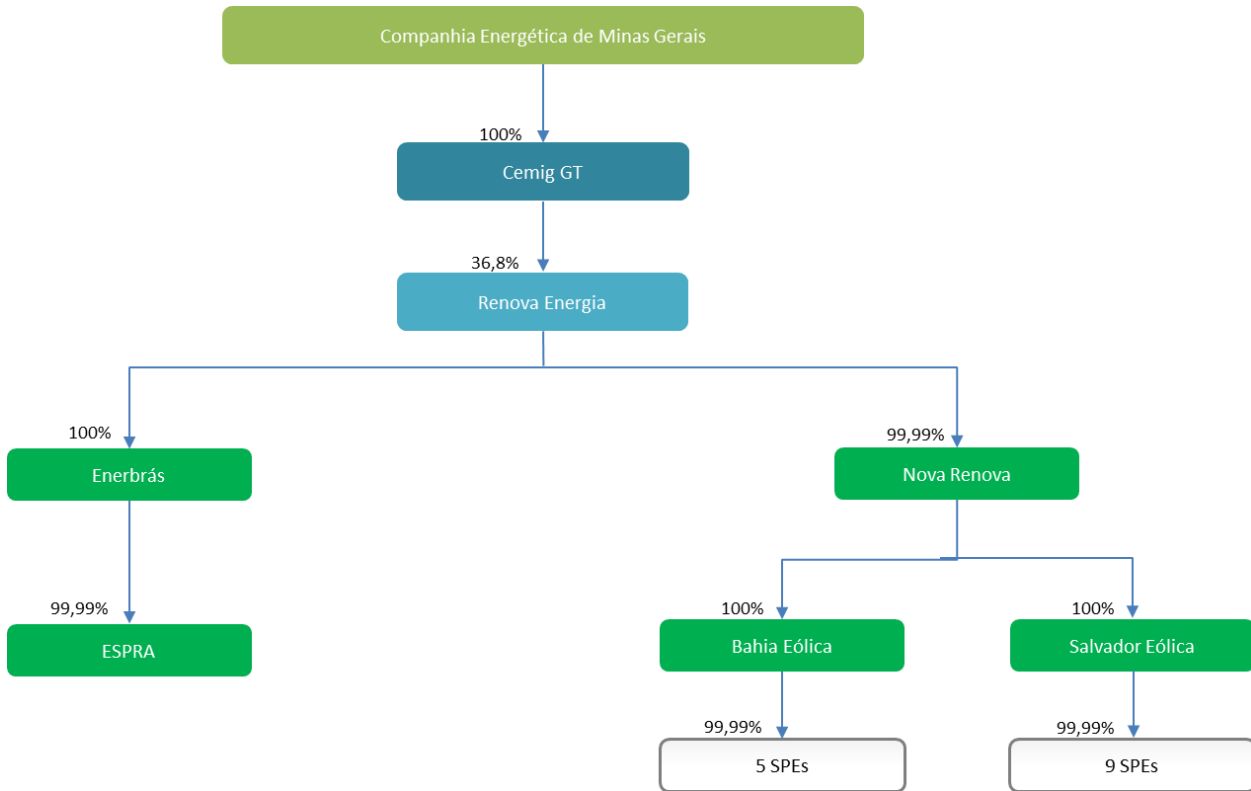 Companhia Energética de Minas Gerais
100%
Cemig GT
36,8%
Renova Energia
100%
99,99%
Enerbrás
Nova Renova
99,99%
100%
100%
ESPRA
Bahia Eólica
Salvador Eólica
99,99%
99,99%
5 SPEs
9 SPEs